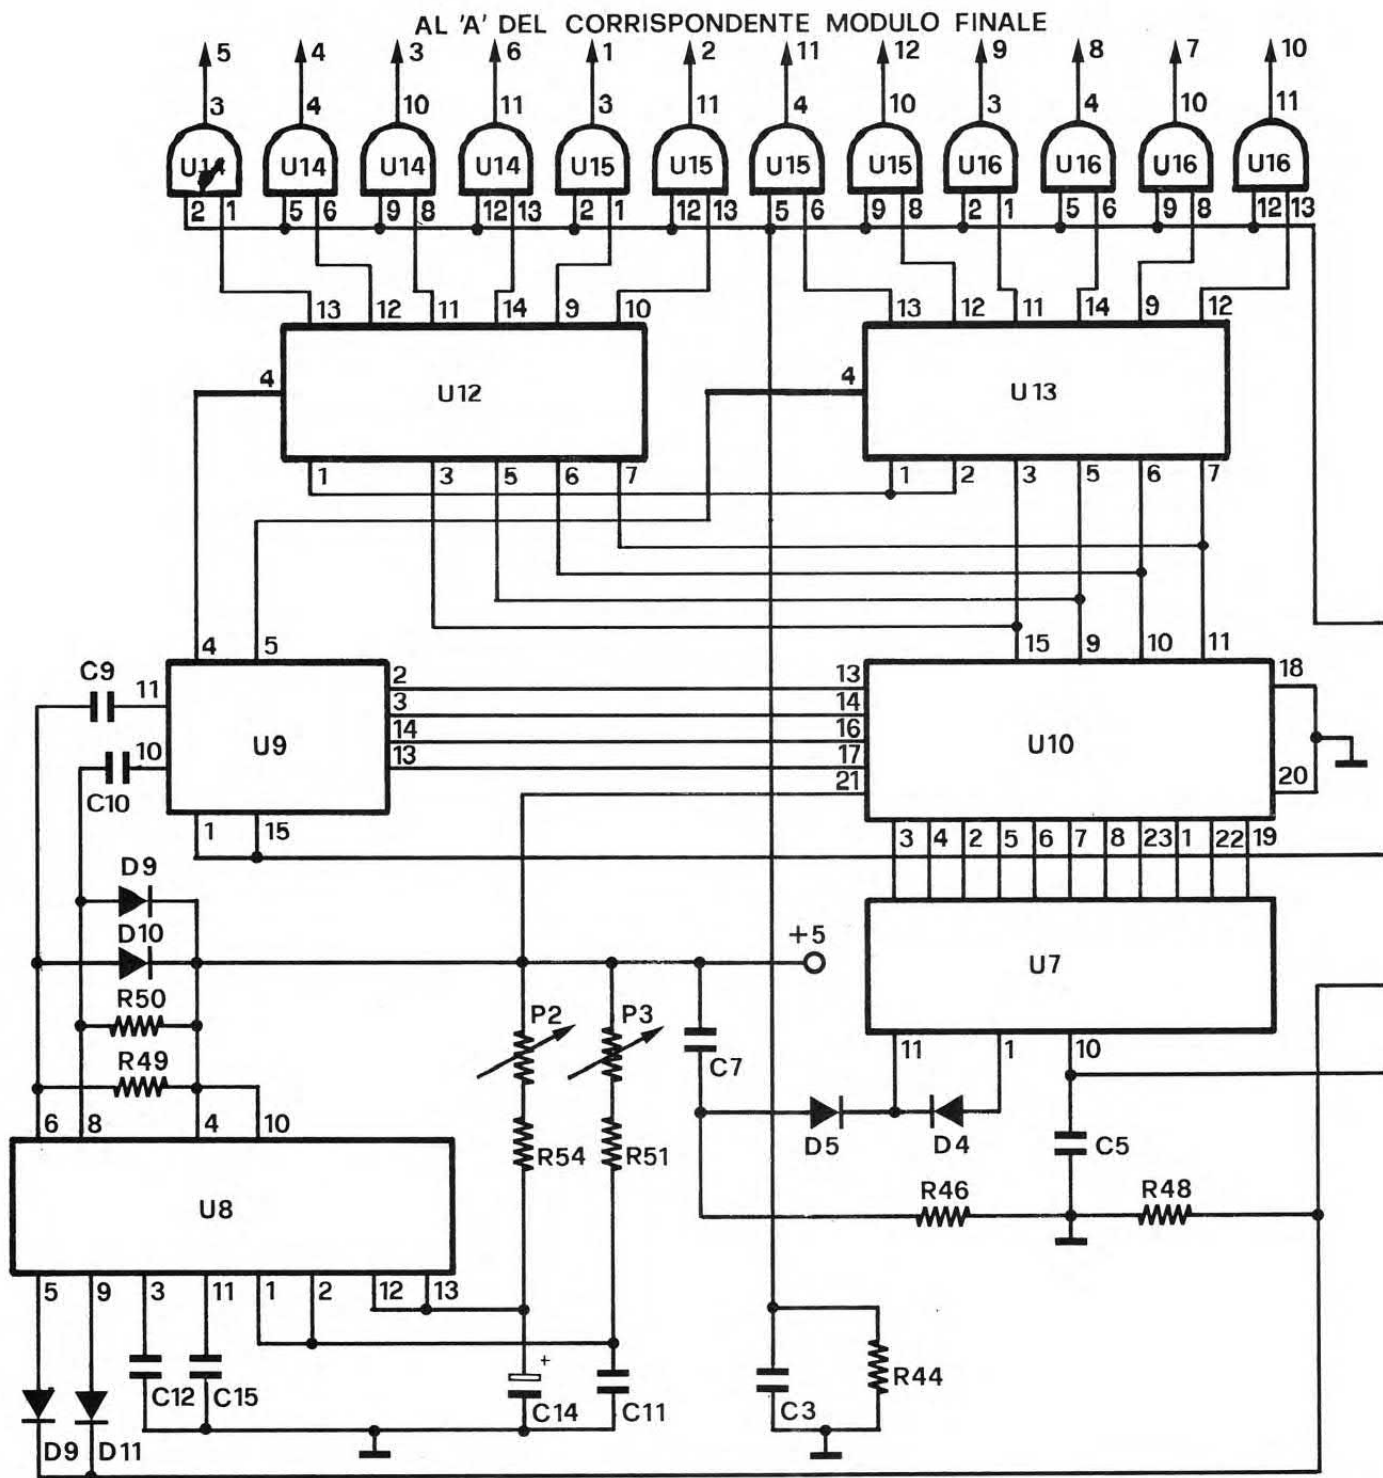 AL 'A' DEL CORRISPONDENTE MODULO FINALE
5 4 3 6 1 2 11 12 9 8 7 10
3 4 10 11 3 11 4 10 3 4 10 11
U14 U14 U14 U15 U15 U15 U15 U16 U16 U16 U16
2 1 5 6 9 8 12 13 2 1 12 13 5 6 9 8 2 1 5 6 9 8 12 13
13 12 11 14 9 10 13 12 11 14 9 12
4 U12 4 U13
1 3 5 6 7 1 2 3 5 6 7
4 5 15 9 10 11
C9 11 2 13 18
3 14
10 U9 14 16 U10
13 17
C10 21 20
1 15 3 4 2 5 6 7 8 23 1 22 19
D9
D10 +5 U7
R50 P2 P3
R49 C7 11 1 10
6 8 4 10 D5 D4 C5
R54 R51
U8 R46 R48
5 9 3 11 1 2 12 13
+
C12 C15 C14 C11 C3 R44
D9 D11